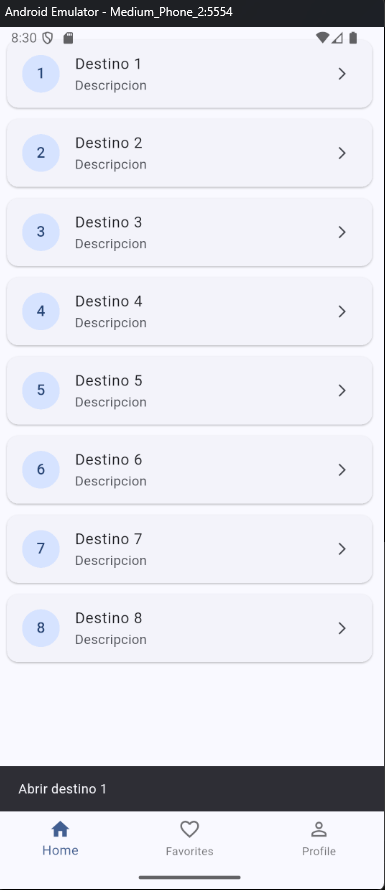 Android Emulator - Medium_Phone_2:5554
8:30
1
Destino 1
Descripcion
2
Destino 2
Descripcion
3
Destino 3
Descripcion
4
Destino 4
Descripcion
5
Destino 5
Descripcion
6
Destino 6
Descripcion
7
Destino 7
Descripcion
8
Destino 8
Descripcion
Abrir destino 1
Home Favorites Profile